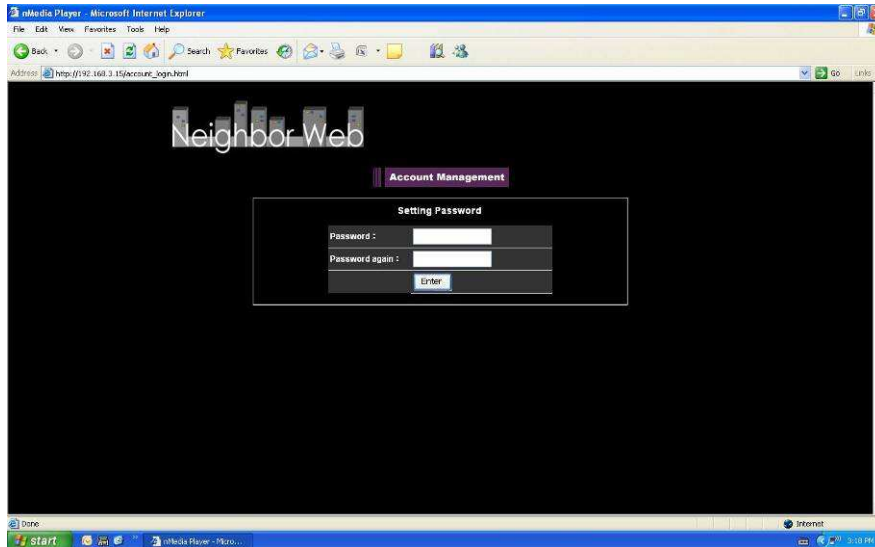 nMedia Player - Microsoft Internet Explorer
File Edit View Favorites Tools Help
Back Search Favorites
Address http://192.168.3.15/account_login.html Go Links
Neighbor Web
Account Management
Setting Password
Password :
Password again :
Enter
Done Internet
start nMedia Player - Micro... 3:18 PM